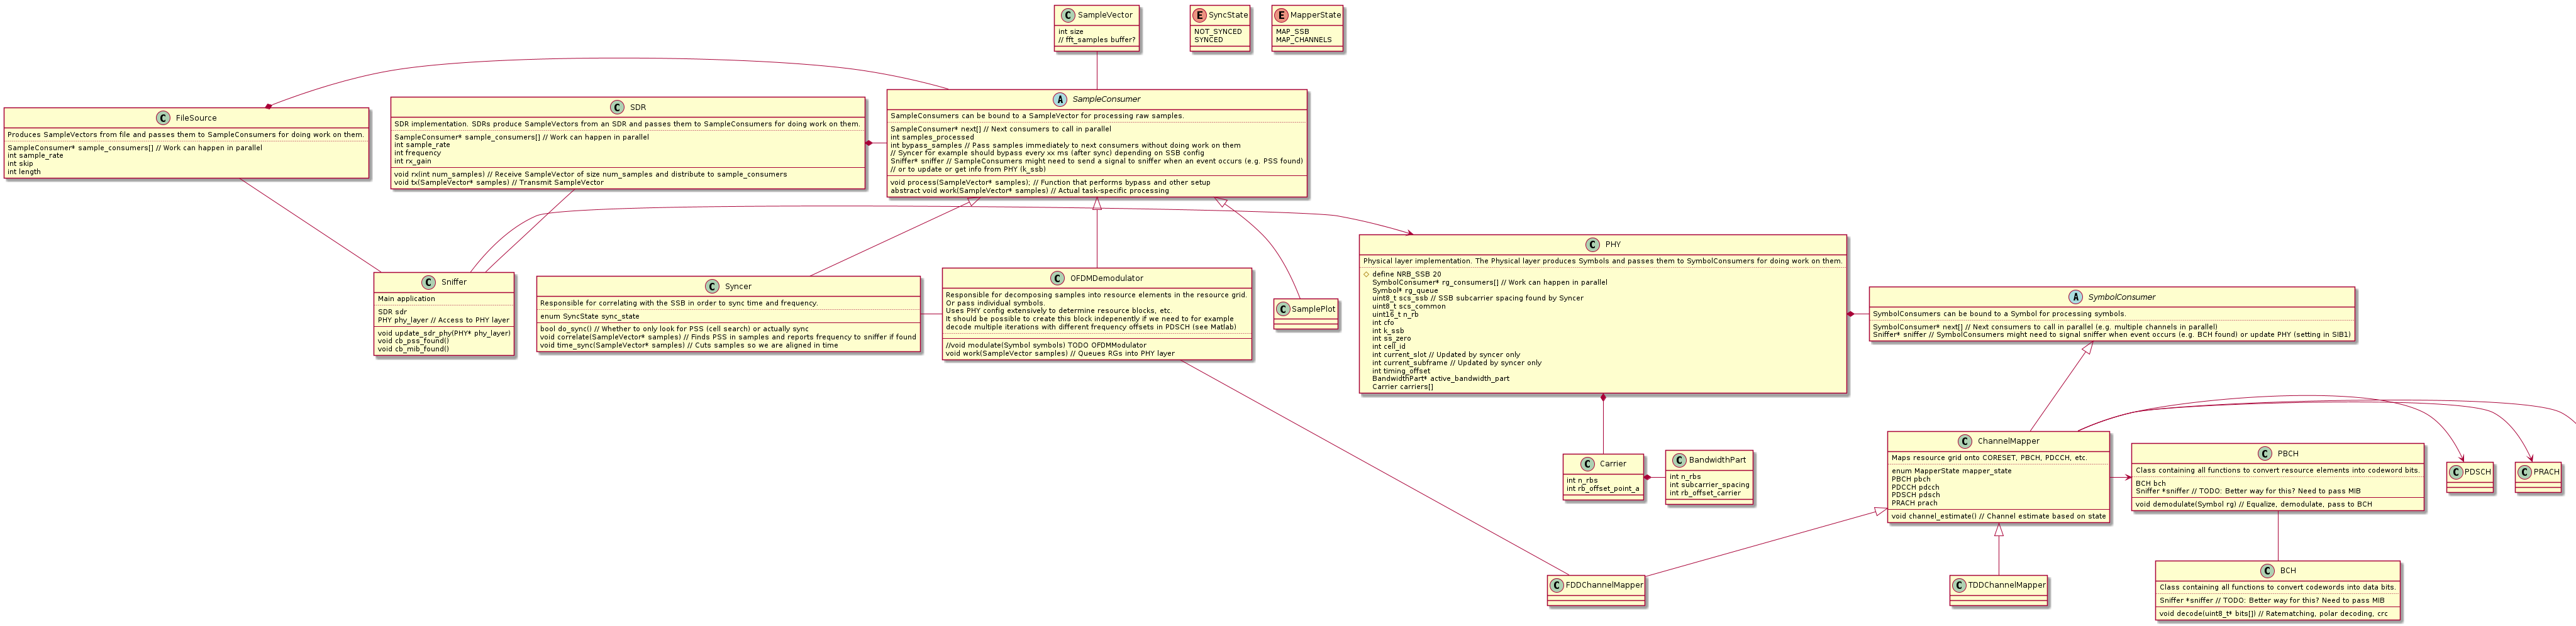 C SampleVector
int size
// fft_samples buffer?
E SyncState
NOT_SYNCED
SYNCED
E MapperState
MAP_SSB
MAP_CHANNELS
C FileSource
Produces SampleVectors from file and passes them to SampleConsumers for doing work on them.
SampleConsumer* sample_consumers[] // Work can happen in parallel
int sample_rate
int skip
int length
C SDR
SDR implementation. SDRs produce SampleVectors from an SDR and passes them to SampleConsumers for doing work on them.
SampleConsumer* sample_consumers[] // Work can happen in parallel
int sample_rate
int frequency
int rx_gain
void rx(int num_samples) // Receive SampleVector of size num_samples and distribute to sample_consumers
void tx(SampleVector* samples) // Transmit SampleVector
A SampleConsumer
SampleConsumers can be bound to a SampleVector for processing raw samples.
SampleConsumer* next[] // Next consumers to call in parallel
int samples_processed
int bypass_samples // Pass samples immediately to next consumers without doing work on them
// Syncer for example should bypass every xx ms (after sync) depending on SSB config
Sniffer* sniffer // SampleConsumers might need to send a signal to sniffer when an event occurs (e.g. PSS found)
// or to update or get info from PHY (k_ssb)
void process(SampleVector* samples); // Function that performs bypass and other setup
abstract void work(SampleVector* samples) // Actual task-specific processing
C Sniffer
Main application
SDR sdr
PHY phy_layer // Access to PHY layer
void update_sdr_phy(PHY* phy_layer)
void cb_pss_found()
void cb_mib_found()
C Syncer
Responsible for correlating with the SSB in order to sync time and frequency.
enum SyncState sync_state
bool do_sync() // Whether to only look for PSS (cell search) or actually sync
void correlate(SampleVector* samples) // Finds PSS in samples and reports frequency to sniffer if found
void time_sync(SampleVector* samples) // Cuts samples so we are aligned in time
C OFDMDemodulator
Responsible for decomposing samples into resource elements in the resource grid.
Or pass individual symbols.
Uses PHY config extensively to determine resource blocks, etc.
It should be possible to create this block indepenently if we need to for example
decode multiple iterations with different frequency offsets in PDSCH (see Matlab)
//void modulate(Symbol symbols) TODO OFDMModulator
void work(SampleVector samples) // Queues RGs into PHY layer
C SamplePlot
C PHY
Physical layer implementation. The Physical layer produces Symbols and passes them to SymbolConsumers for doing work on them.
define NRB_SSB 20
SymbolConsumer* rg_consumers[] // Work can happen in parallel
Symbol* rg_queue
uint8_t scs_ssb // SSB subcarrier spacing found by Syncer
uint8_t scs_common
uint16_t n_rb
int cfo
int k_ssb
int ss_zero
int cell_id
int current_slot // Updated by syncer only
int current_subframe // Updated by syncer only
int timing_offset
BandwidthPart* active_bandwidth_part
Carrier carriers[]
A SymbolConsumer
SymbolConsumers can be bound to a Symbol for processing symbols.
SymbolConsumer* next[] // Next consumers to call in parallel (e.g. multiple channels in parallel)
Sniffer* sniffer // SymbolConsumers might need to signal sniffer when event occurs (e.g. BCH found) or update PHY (setting in SIB1)
C Carrier
int n_rbs
int rb_offset_point_a
C BandwidthPart
int n_rbs
int subcarrier_spacing
int rb_offset_carrier
C ChannelMapper
Maps resource grid onto CORESET, PBCH, PDCCH, etc.
enum MapperState mapper_state
PBCH pbch
PDCCH pdcch
PDSCH pdsch
PRACH prach
void channel_estimate() // Channel estimate based on state
C PBCH
Class containing all functions to convert resource elements into codeword bits.
BCH bch
Sniffer *sniffer // TODO: Better way for this? Need to pass MIB
void demodulate(Symbol rg) // Equalize, demodulate, pass to BCH
C PDSCH
C PRACH
C FDDChannelMapper
C TDDChannelMapper
C BCH
Class containing all functions to convert codewords into data bits.
Sniffer *sniffer // TODO: Better way for this? Need to pass MIB
void decode(uint8_t* bits[]) // Ratematching, polar decoding, crc